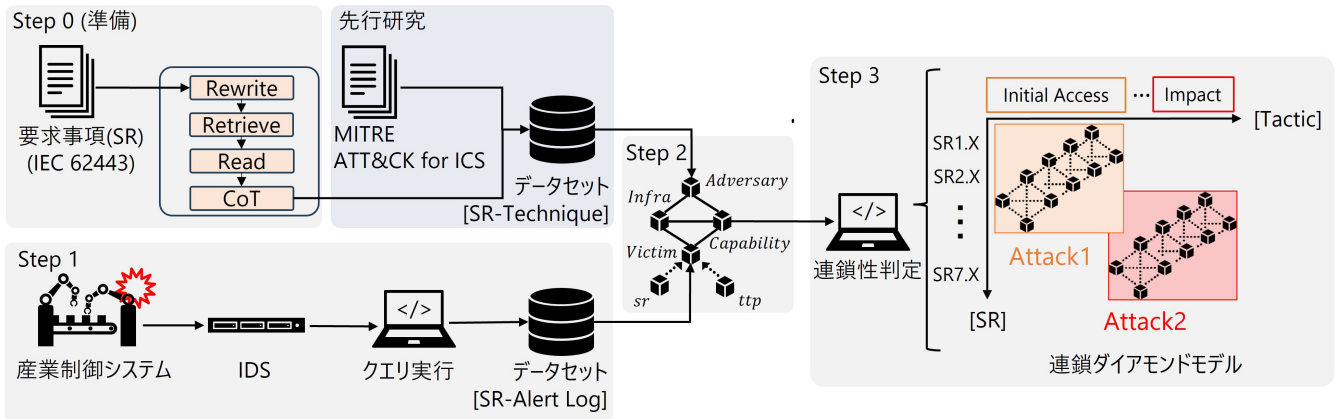 Step 0 (準備)
要求事項(SR)
(IEC 62443)
Rewrite
Retrieve
Read
CoT
先行研究
MITRE
ATT&CK for ICS
データセット
[SR-Technique]
Step 1
産業制御システム
IDS
</>
クエリ実行
データセット
[SR-Alert Log]
Step 2
Adversary
Infra
Victim
Capability
sr
ttp
</>
連鎖性判定
Step 3
Initial Access
...
Impact
[Tactic]
SR1.X
SR2.X
SR7.X
[SR]
Attack1
Attack2
連鎖ダイアモンドモデル